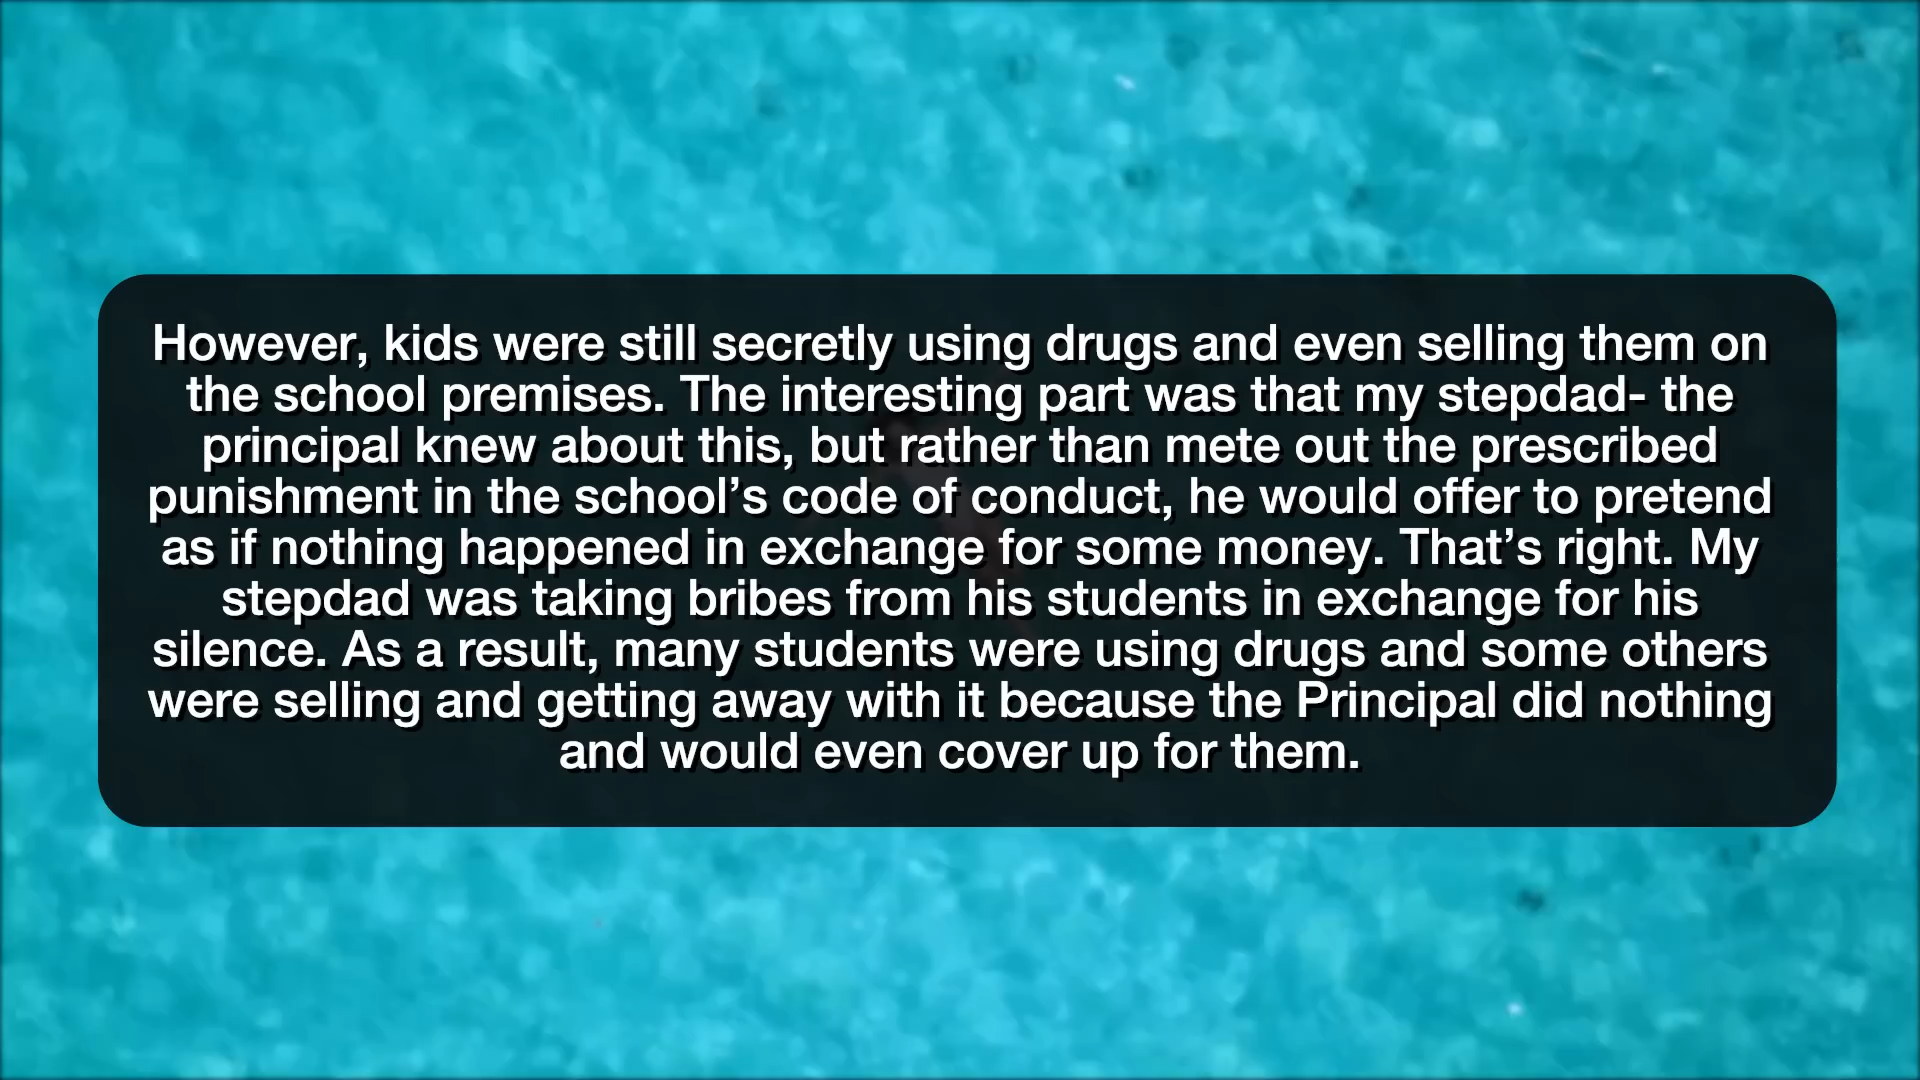 However, kids were still secretly using drugs and even selling them on
the school premises. The interesting part was that my stepdad- the
principal knew about this, but rather than mete out the prescribed
punishment in the school’s code of conduct, he would offer to pretend
as if nothing happened in exchange for some money. That’s right. My
stepdad was taking bribes from his students in exchange for his
silence. As a result, many students were using drugs and some others
were selling and getting away with it because the Principal did nothing
and would even cover up for them.